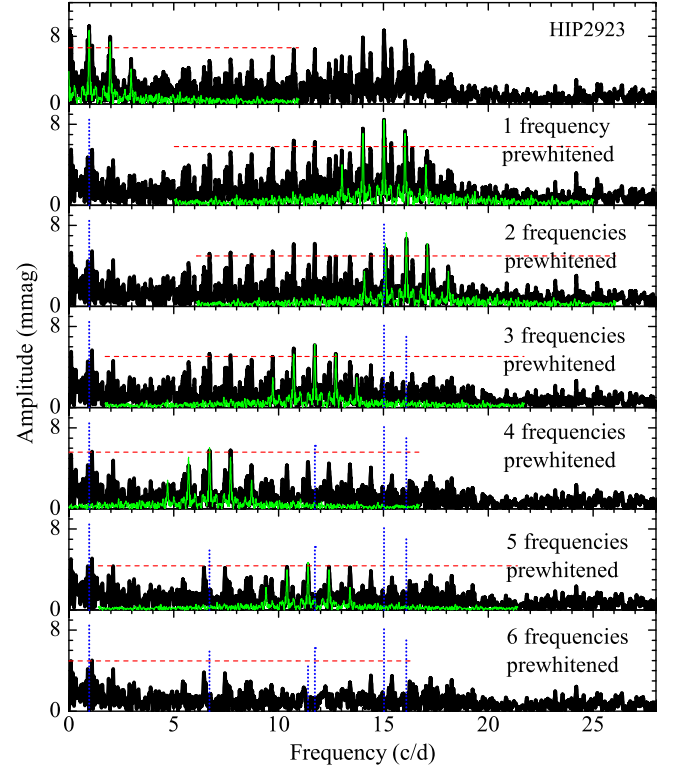 HIP2923
8
0
1 frequency
prewhitened
8
0
2 frequencies
prewhitened
8
0
3 frequencies
prewhitened
8
0
4 frequencies
prewhitened
8
0
5 frequencies
prewhitened
8
0
6 frequencies
prewhitened
8
0
Amplitude (mmag)
0 5 10 15 20 25
Frequency (c/d)